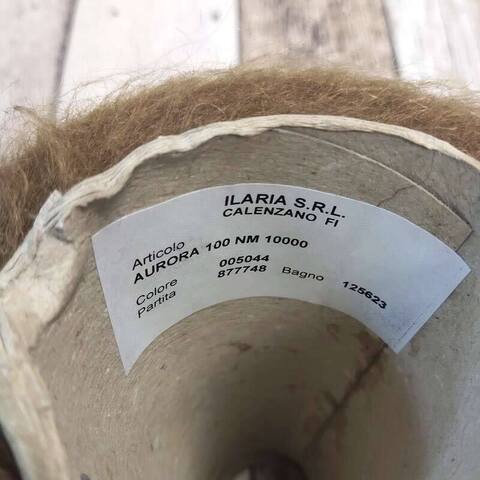 ILARIA S.R.L.
CALENZANO FI
Articolo
AURORA 100 NM 10000
Colore 005044
Partita 877748 Bagno 125623